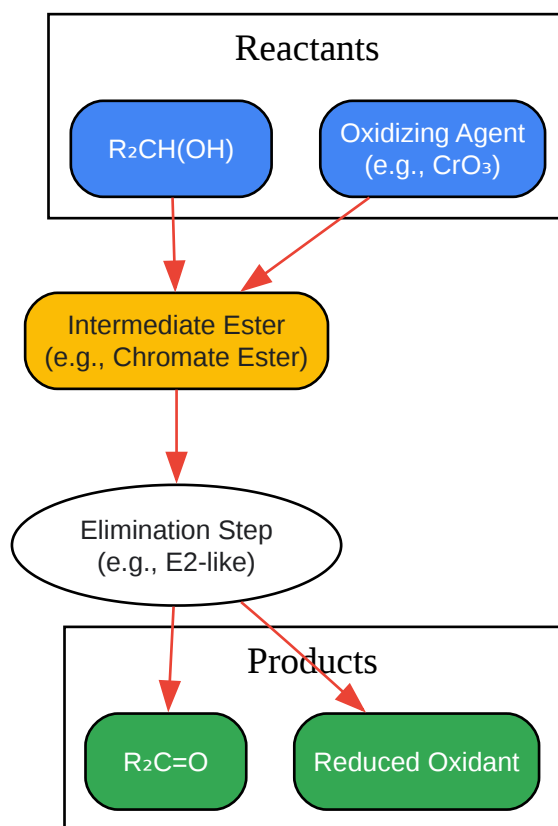 Reactants
R₂CH(OH)
Oxidizing Agent
(e.g., CrO₃)
Intermediate Ester
(e.g., Chromate Ester)
Elimination Step
(e.g., E2-like)
Products
R₂C=O
Reduced Oxidant